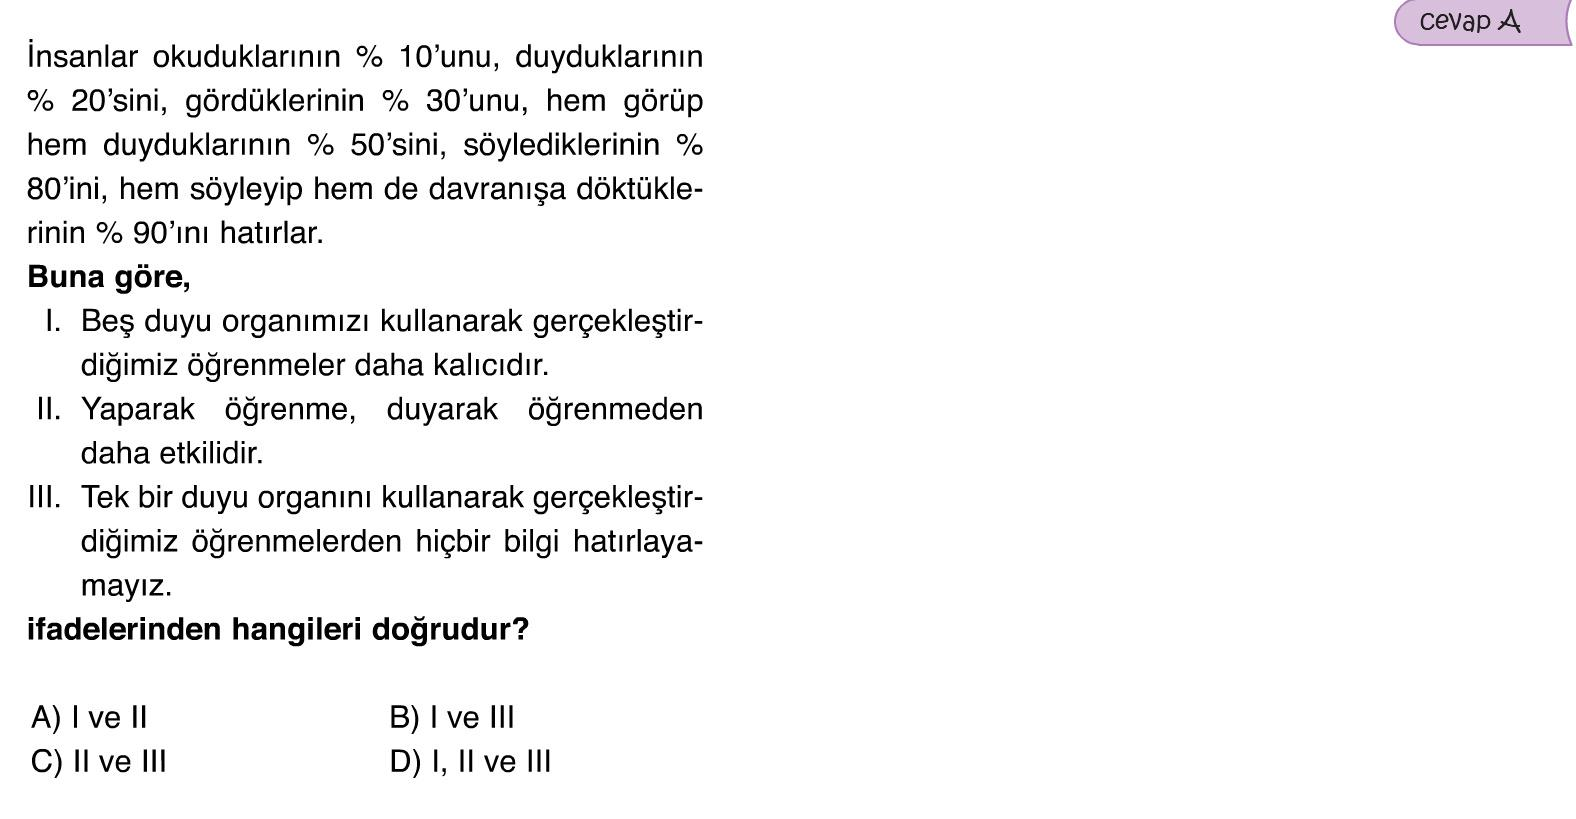 cevap A
İnsanlar okuduklarının % 10’unu, duyduklarının
% 20’sini, gördüklerinin % 30’unu, hem görüp
hem duyduklarının % 50’sini, söylediklerinin %
80’ini, hem söyleyip hem de davranışa döktükle-
rinin % 90’ını hatırlar.
Buna göre,
I. Beş duyu organımızı kullanarak gerçekleştir-
diğimiz öğrenmeler daha kalıcıdır.
II. Yaparak öğrenme, duyarak öğrenmeden
daha etkilidir.
III. Tek bir duyu organını kullanarak gerçekleştir-
diğimiz öğrenmelerden hiçbir bilgi hatırlaya-
mayız.
ifadelerinden hangileri doğrudur?
A) I ve II B) I ve III
C) II ve III D) I, II ve III